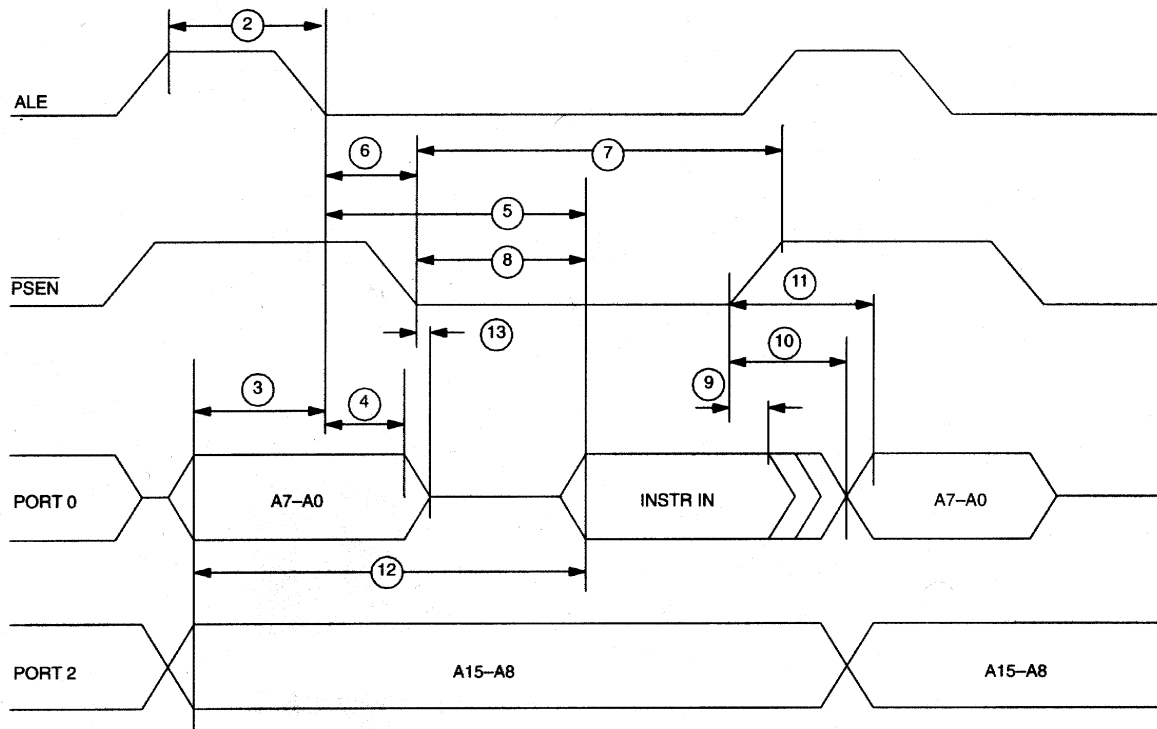 2
ALE
6
7
5
8
PSEN
11
13
10
9
3
4
PORT 0
A7–A0
INSTR IN
A7–A0
12
PORT 2
A15–A8
A15–A8